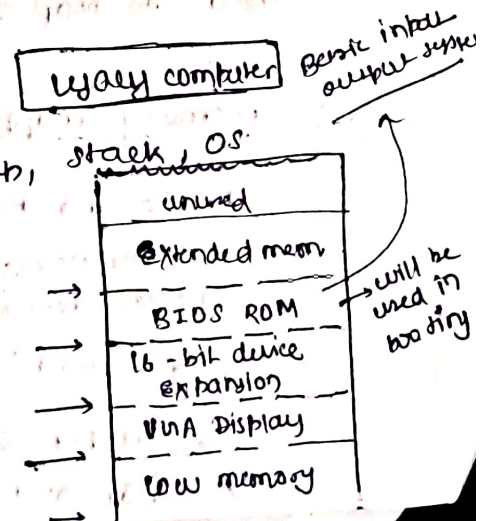 legacy computer
Basic input
output system
stack, OS
unused
extended mem
BIOS ROM
will be
used in
booting
16-bit device
expansion
VGA Display
low memory